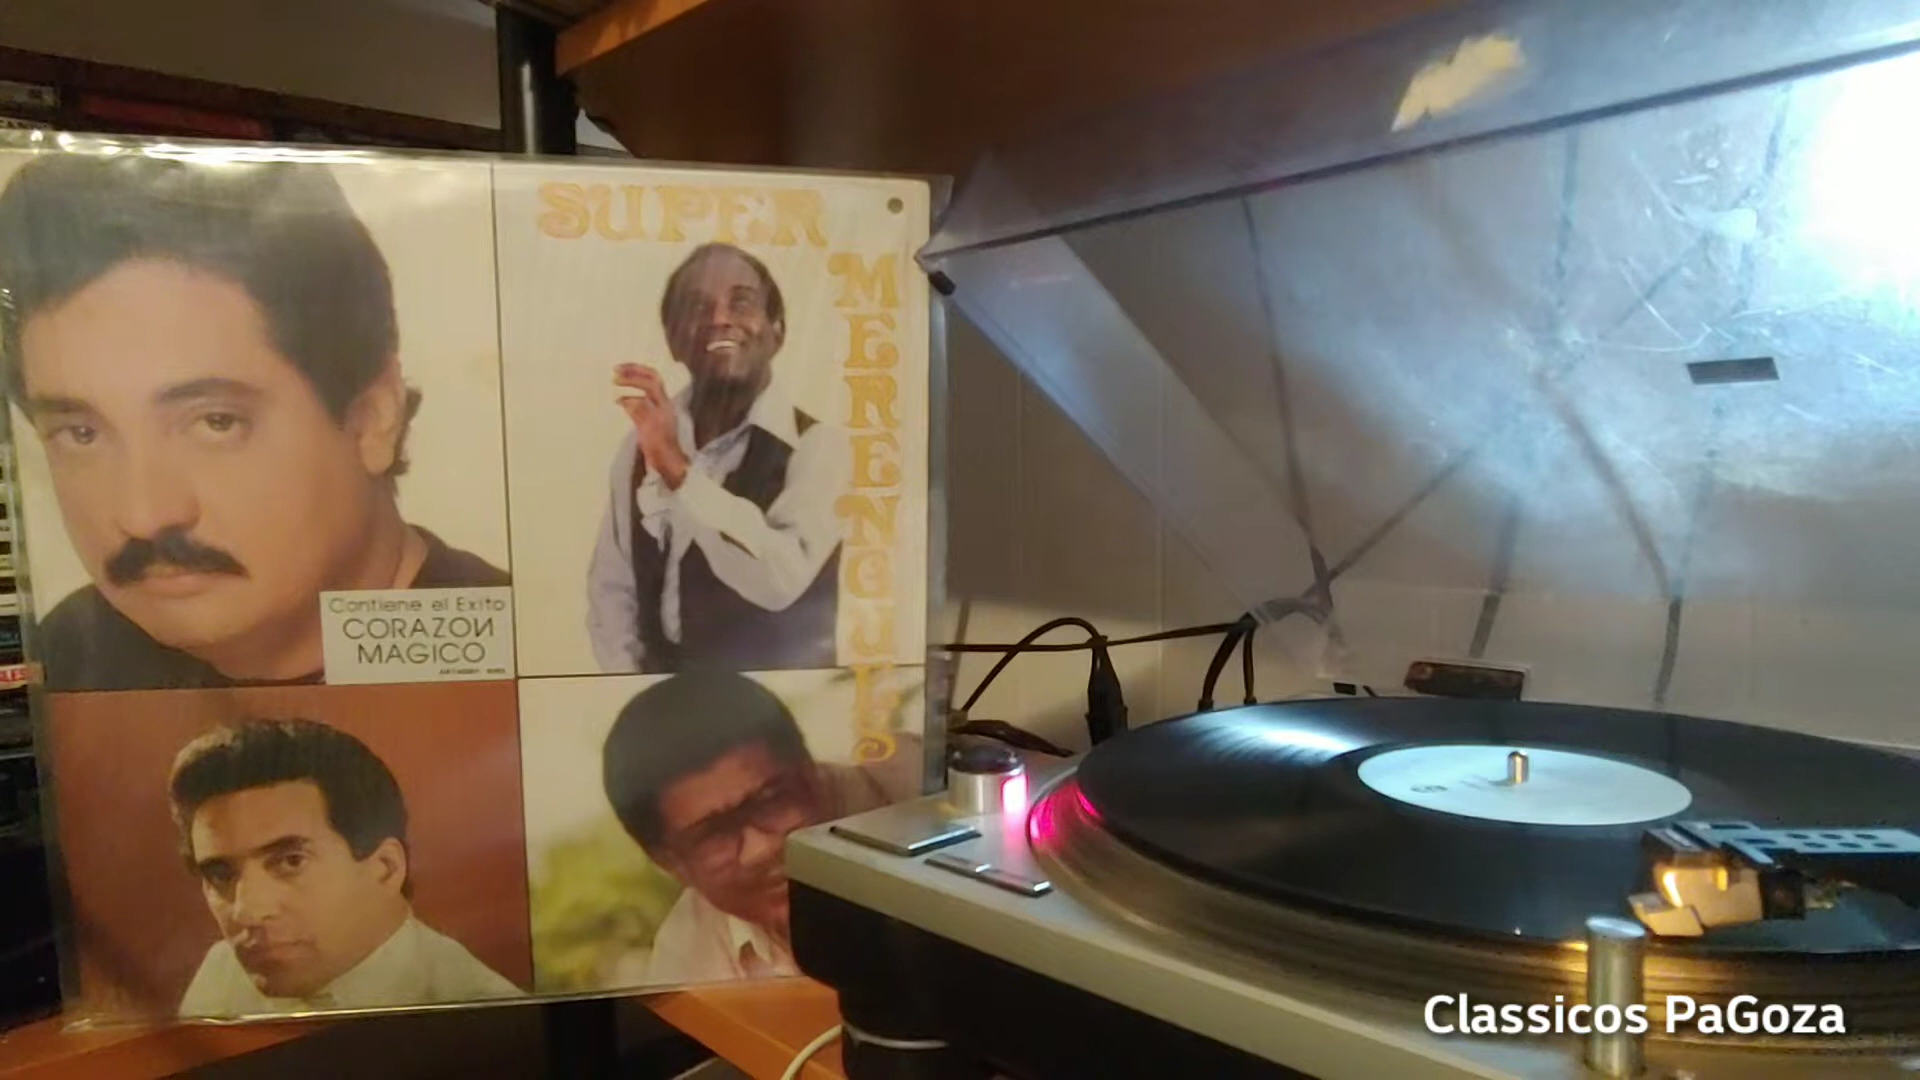 SUPER
MERENGUES
Contiene el Exito
CORAZON
MAGICO
Classicos PaGoza